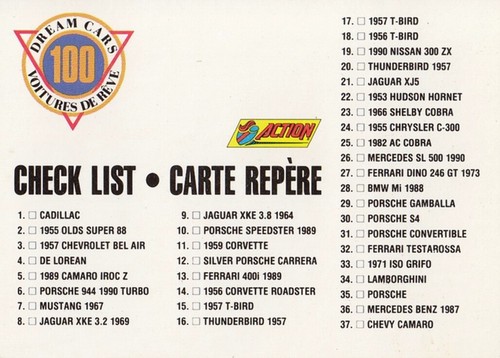 DREAM CARS
100
VOITURES DE RÊVE
ACTION
CHECK LIST • CARTE REPÈRE
1. ☐ CADILLAC
2. ☐ 1955 OLDS SUPER 88
3. ☐ 1957 CHEVROLET BEL AIR
4. ☐ DE LOREAN
5. ☐ 1989 CAMARO IROC Z
6. ☐ PORSCHE 944 1990 TURBO
7. ☐ MUSTANG 1967
8. ☐ JAGUAR XKE 3.2 1969
9. ☐ JAGUAR XKE 3.8 1964
10. ☐ PORSCHE SPEEDSTER 1989
11. ☐ 1959 CORVETTE
12. ☐ SILVER PORSCHE CARRERA
13. ☐ FERRARI 400i 1989
14. ☐ 1956 CORVETTE ROADSTER
15. ☐ 1957 T-BIRD
16. ☐ THUNDERBIRD 1957
17. ☐ 1957 T-BIRD
18. ☐ 1956 T-BIRD
19. ☐ 1990 NISSAN 300 ZX
20. ☐ THUNDERBIRD 1957
21. ☐ JAGUAR XJ5
22. ☐ 1953 HUDSON HORNET
23. ☐ 1966 SHELBY COBRA
24. ☐ 1955 CHRYSLER C-300
25. ☐ 1982 AC COBRA
26. ☐ MERCEDES SL 500 1990
27. ☐ FERRARI DINO 246 GT 1973
28. ☐ BMW Mi 1988
29. ☐ PORSCHE GAMBALLA
30. ☐ PORSCHE S4
31. ☐ PORSCHE CONVERTIBLE
32. ☐ FERRARI TESTAROSSA
33. ☐ 1971 ISO GRIFO
34. ☐ LAMBORGHINI
35. ☐ PORSCHE
36. ☐ MERCEDES BENZ 1987
37. ☐ CHEVY CAMARO